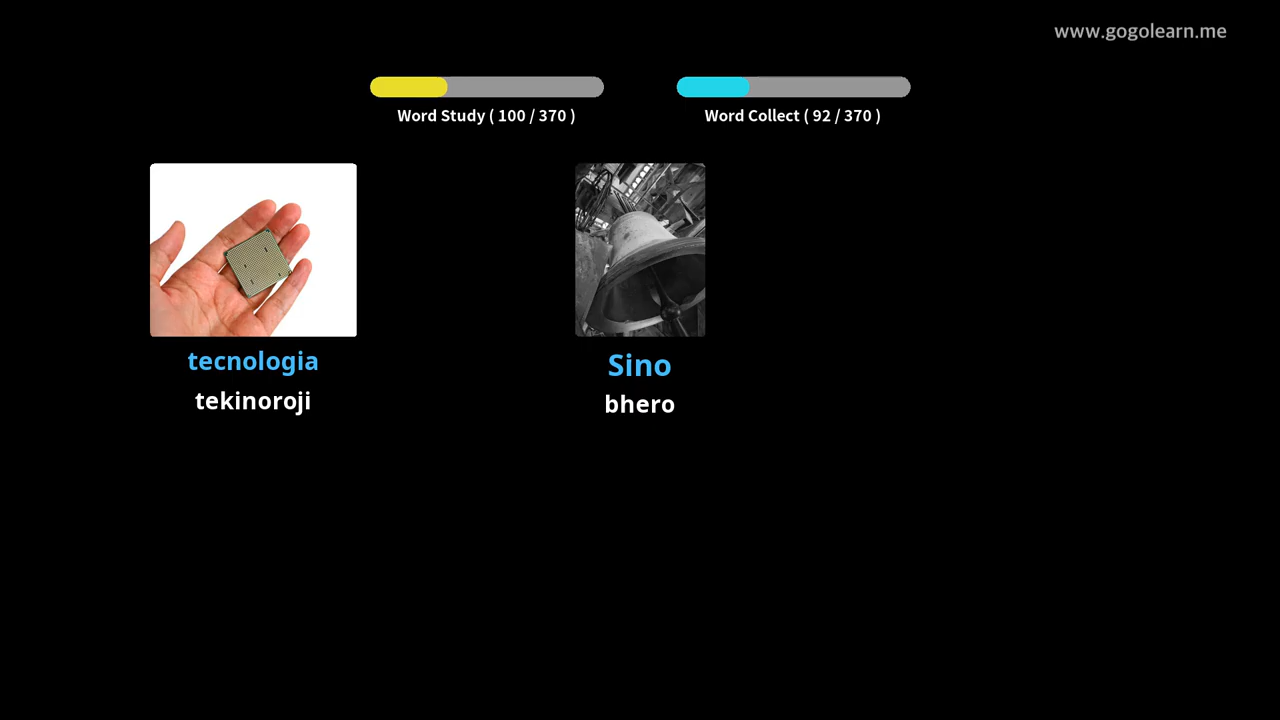 www.gogolearn.me
Word Study ( 100 / 370 )
Word Collect ( 92 / 370 )
tecnologia
tekinoroji
Sino
bhero